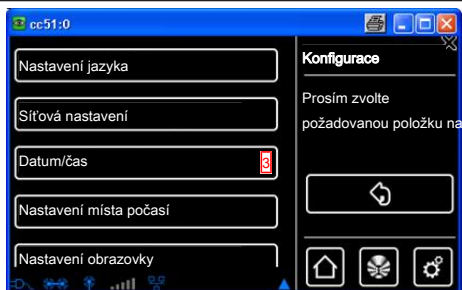 cc51:0
Nastavení jazyka
Síťová nastavení
Datum/čas
3
Nastavení místa počasí
Nastavení obrazovky
Konfigurace
Prosím zvolte
požadovanou položku na